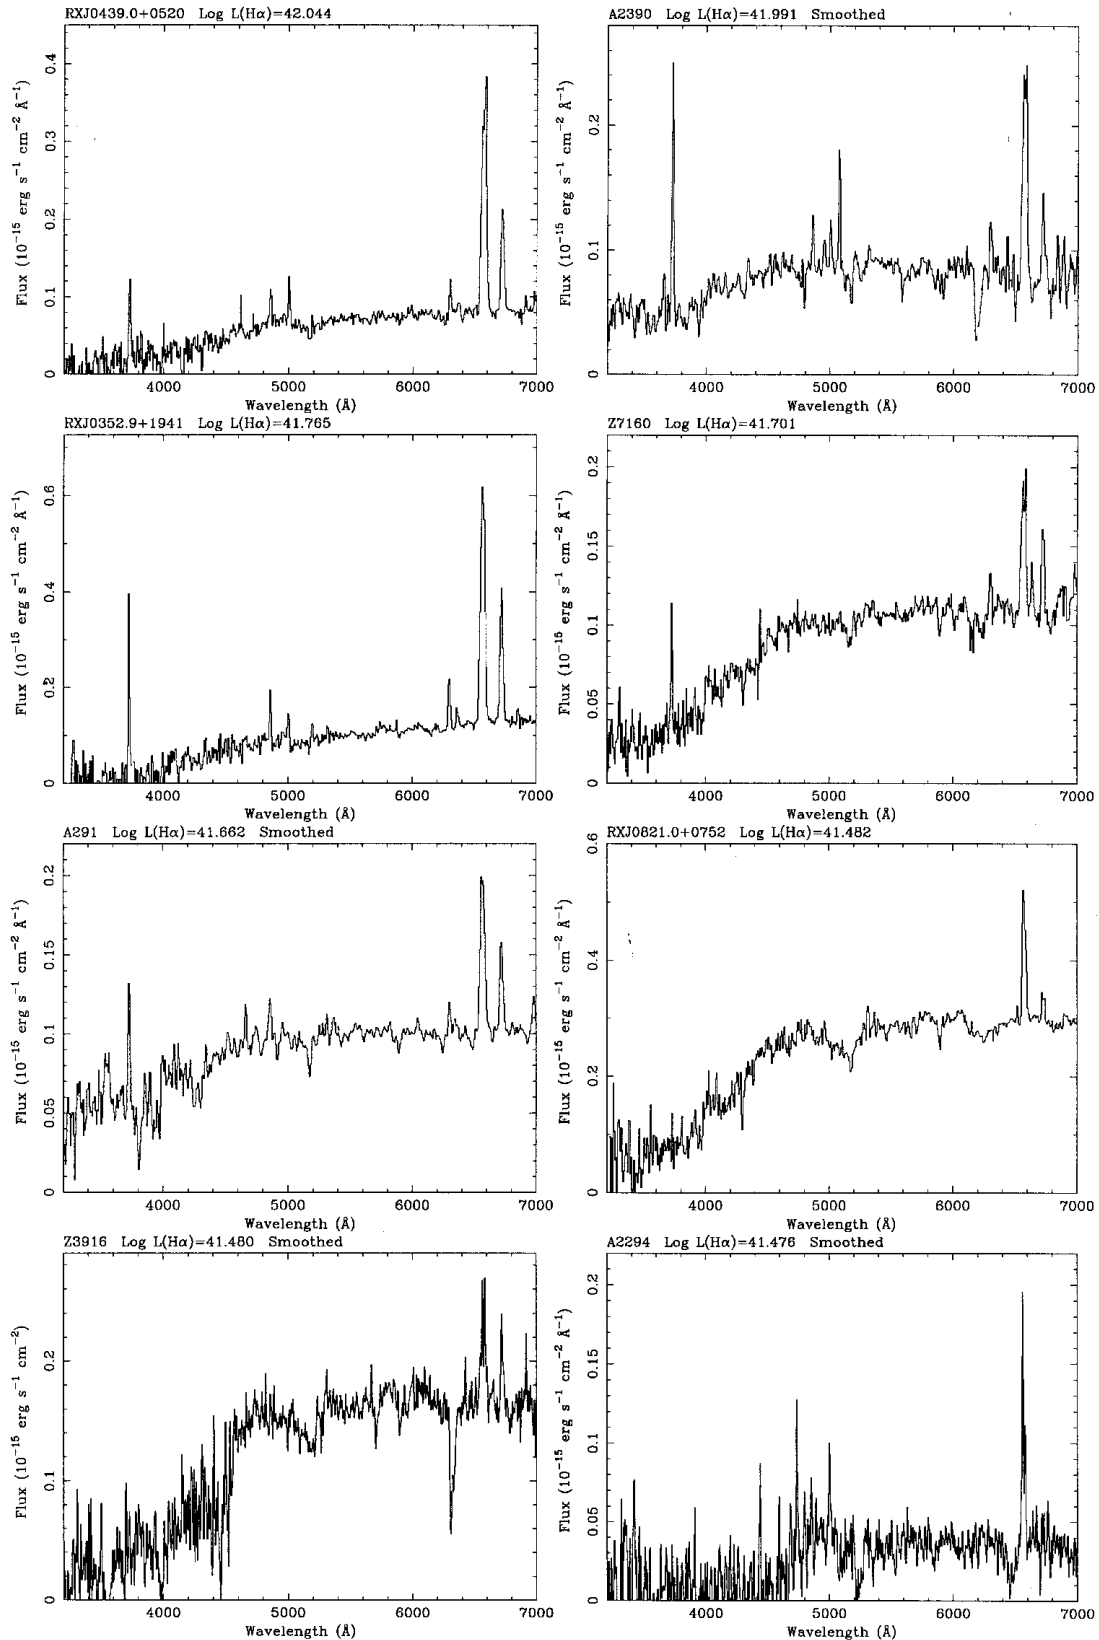 RXJ0439.0+0520 Log L(Hα)=42.044
Flux (10⁻¹⁵ erg s⁻¹ cm⁻² Å⁻¹)
0.4
0.3
0.2
0.1
0
4000 5000 6000 7000
Wavelength (Å)
A2390 Log L(Hα)=41.991 Smoothed
Flux (10⁻¹⁵ erg s⁻¹ cm⁻² Å⁻¹)
0.2
0.1
0
4000 5000 6000 7000
Wavelength (Å)
RXJ0352.9+1941 Log L(Hα)=41.765
Flux (10⁻¹⁵ erg s⁻¹ cm⁻² Å⁻¹)
0.6
0.4
0.2
0
4000 5000 6000 7000
Wavelength (Å)
Z7160 Log L(Hα)=41.701
Flux (10⁻¹⁵ erg s⁻¹ cm⁻² Å⁻¹)
0.2
0.15
0.1
0.05
0
4000 5000 6000 7000
Wavelength (Å)
A291 Log L(Hα)=41.662 Smoothed
Flux (10⁻¹⁵ erg s⁻¹ cm⁻² Å⁻¹)
0.2
0.15
0.1
0.05
0
4000 5000 6000 7000
Wavelength (Å)
RXJ0821.0+0752 Log L(Hα)=41.482
Flux (10⁻¹⁵ erg s⁻¹ cm⁻² Å⁻¹)
0.6
0.4
0.2
0
4000 5000 6000 7000
Wavelength (Å)
Z3916 Log L(Hα)=41.480 Smoothed
Flux (10⁻¹⁵ erg s⁻¹ cm⁻²)
0.2
0.1
0
4000 5000 6000 7000
Wavelength (Å)
A2294 Log L(Hα)=41.476 Smoothed
Flux (10⁻¹⁵ erg s⁻¹ cm⁻² Å⁻¹)
0.2
0.15
0.1
0.05
0
4000 5000 6000 7000
Wavelength (Å)